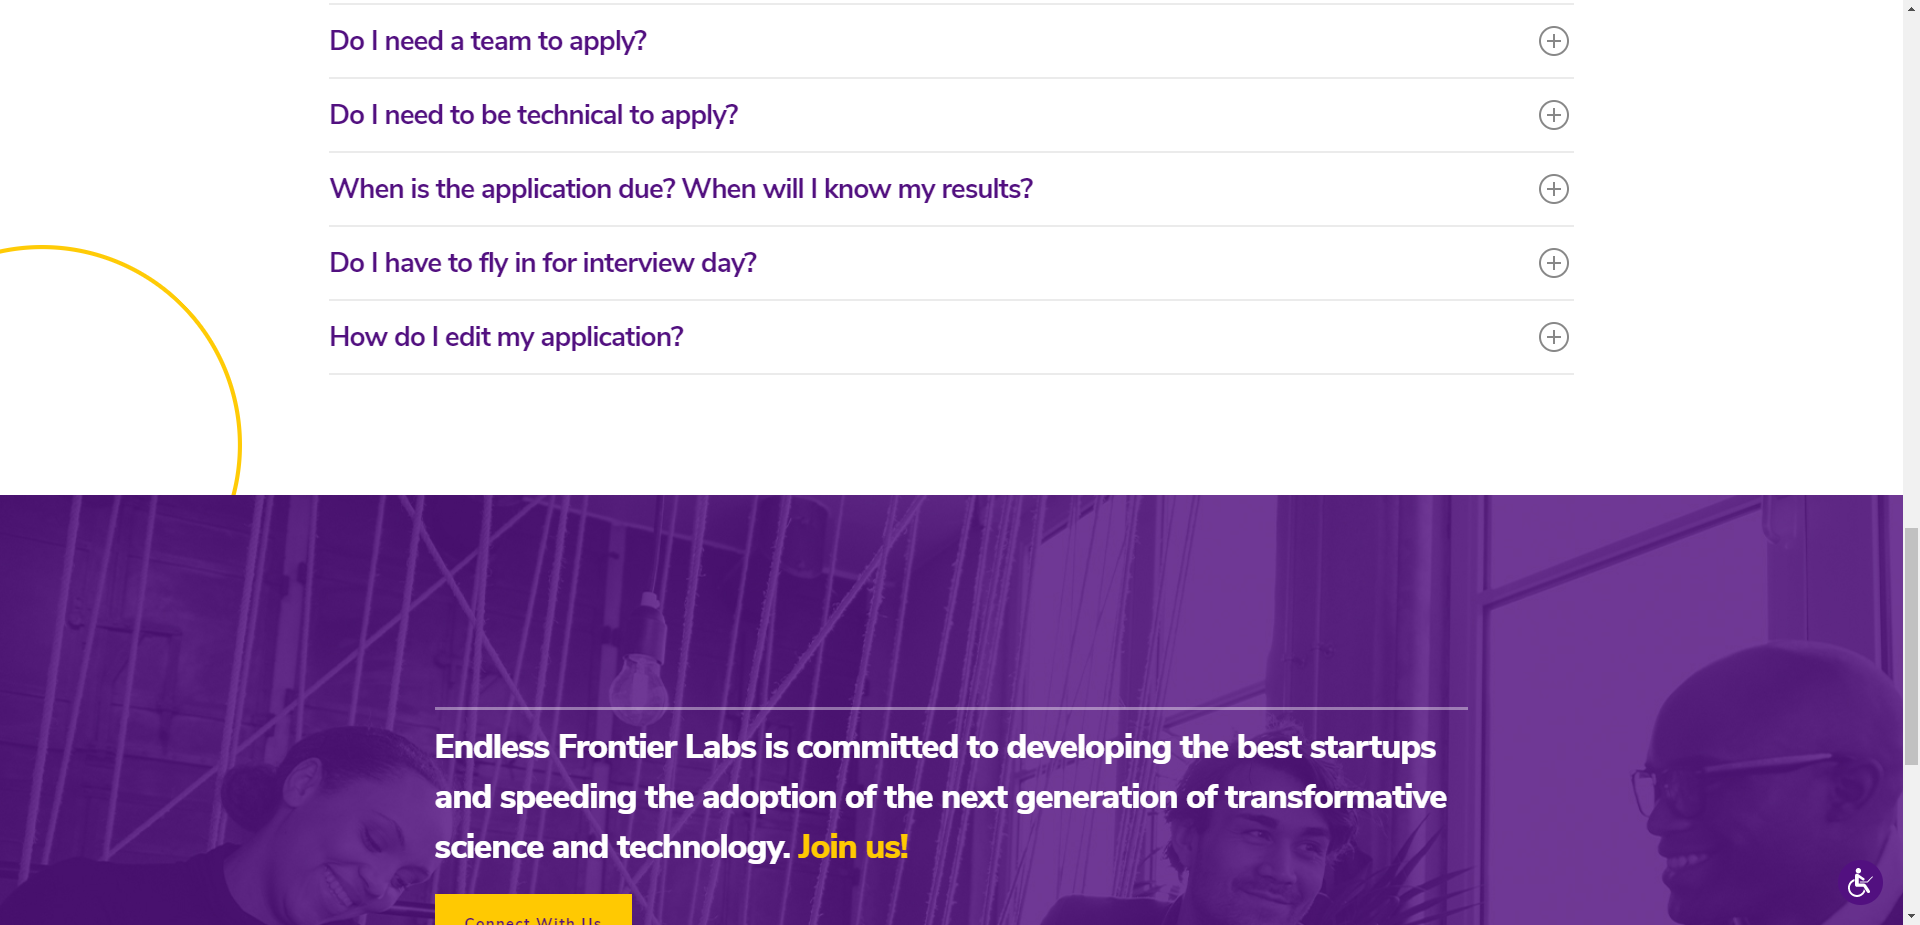 Do I need a team to apply?
Do I need to be technical to apply?
When is the application due? When will I know my results?
Do I have to fly in for interview day?
How do I edit my application?
Endless Frontier Labs is committed to developing the best startups
and speeding the adoption of the next generation of transformative
science and technology. Join us!
Connect With Us